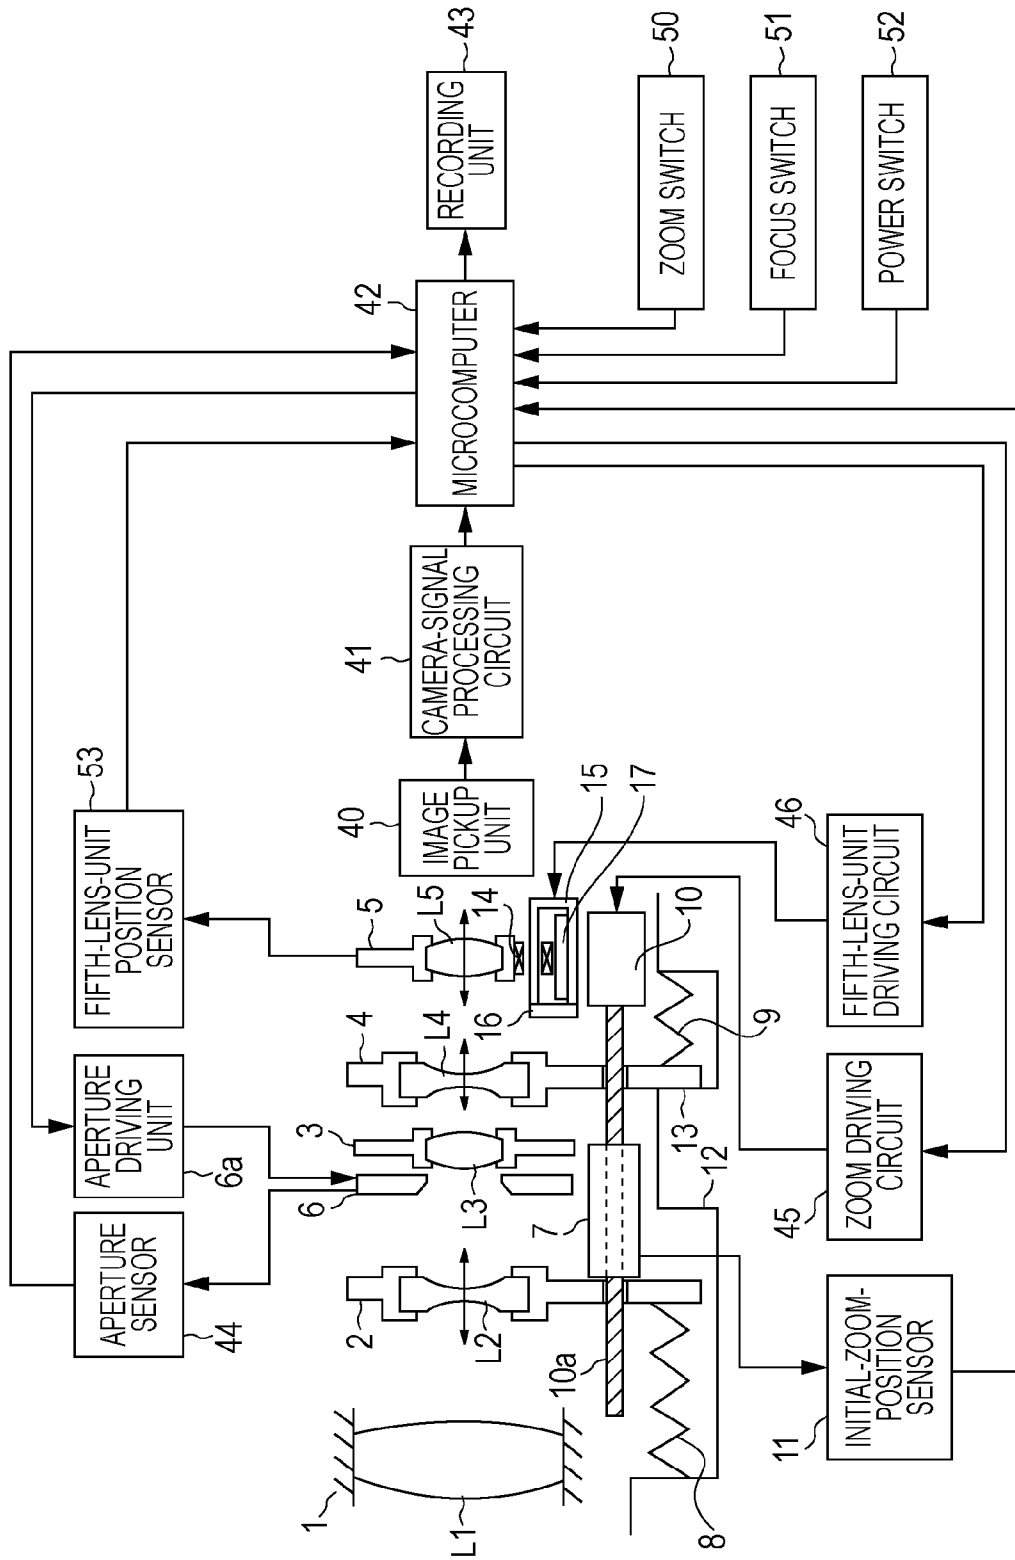 APERTURE
SENSOR
44
APERTURE
DRIVING
UNIT
6a
FIFTH-LENS-UNIT
POSITION
SENSOR
53
1
2
6
3
4
5
L1
L2
L3
L4
L5
14
40
IMAGE
PICKUP
UNIT
41
CAMERA-SIGNAL
PROCESSING
CIRCUIT
42
MICROCOMPUTER
43
RECORDING
UNIT
10a
7
16
15
17
10
8
12
13
9
50
ZOOM SWITCH
51
FOCUS SWITCH
52
POWER SWITCH
11
INITIAL-ZOOM-
POSITION
SENSOR
45
ZOOM DRIVING
CIRCUIT
46
FIFTH-LENS-UNIT
DRIVING CIRCUIT